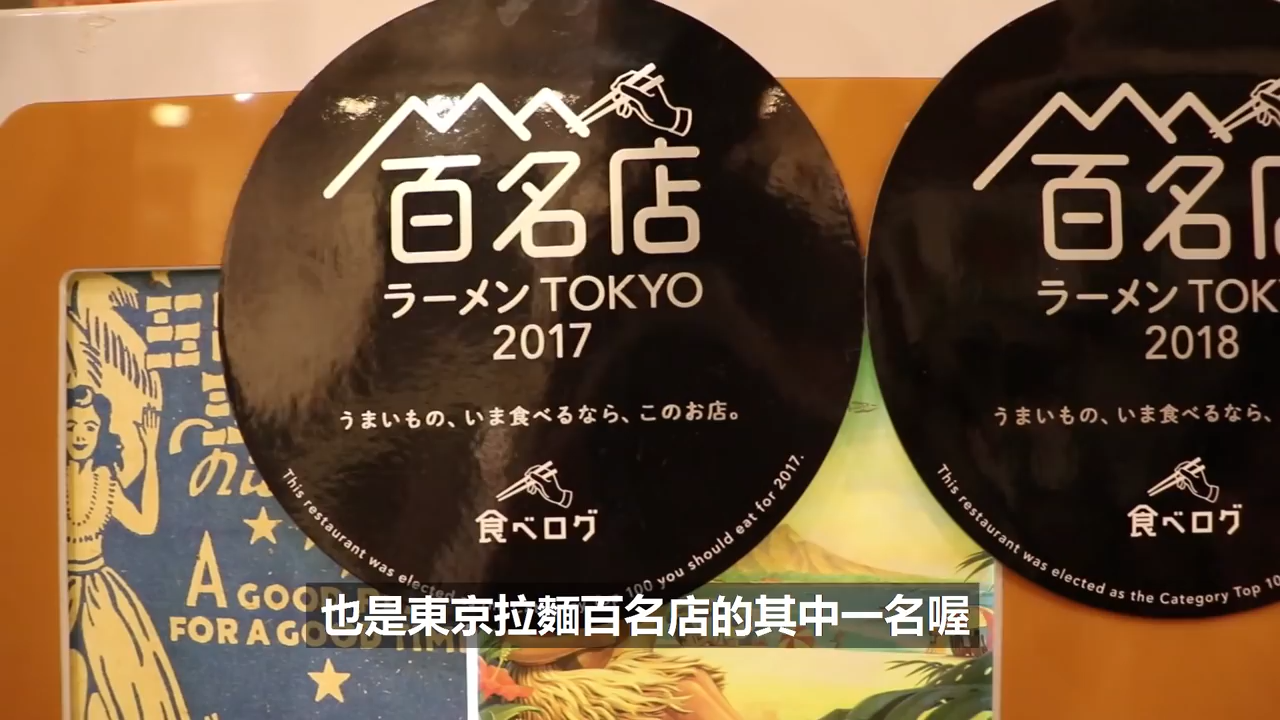 百名店
ラーメン TOKYO
2017
うまいもの、いま食べるなら、このお店。
食べログ
This restaurant was elected 100 you should eat for 2017.
百名
ラーメン TOK
2018
うまいもの、いま食べるなら、
食べログ
This restaurant was elected as the Category Top 10
A GOOD
FOR A GOOD TIME
也是東京拉麵百名店的其中一名喔